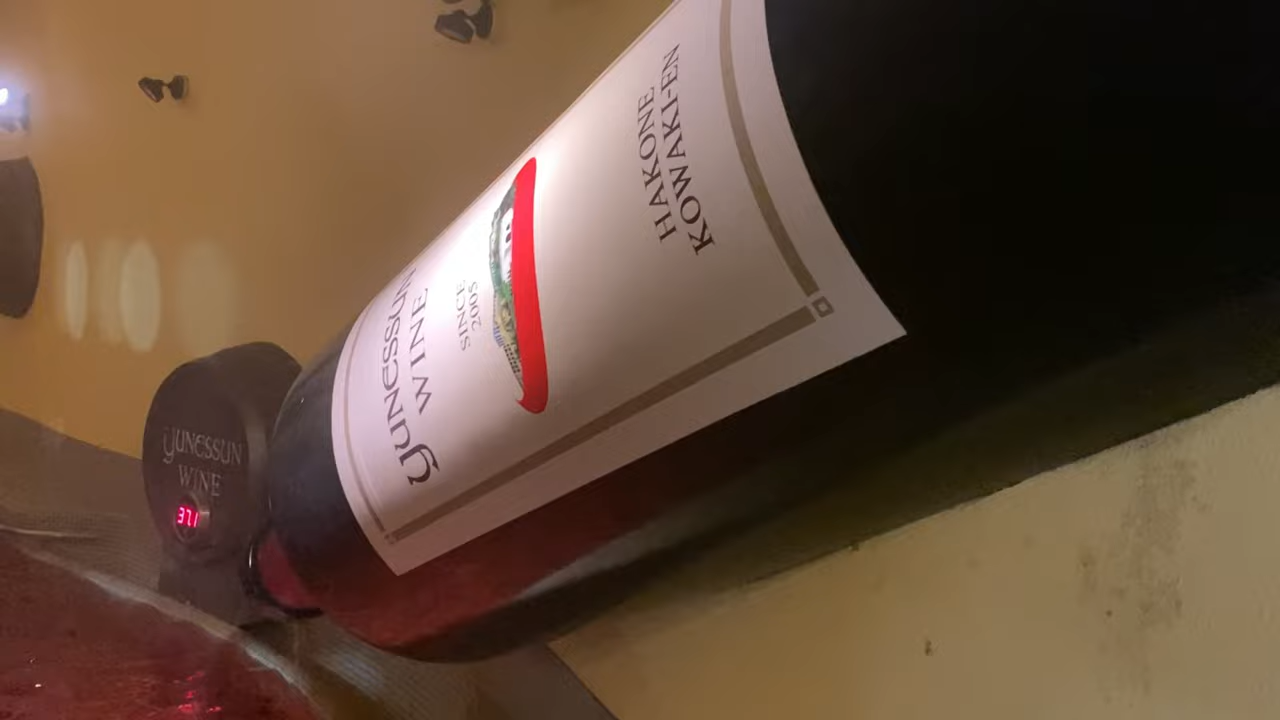 YUNESSUN
WINE
SINCE
2005
HAKONE
KOWAKI-EN
YUNESSUN
WINE
37.1